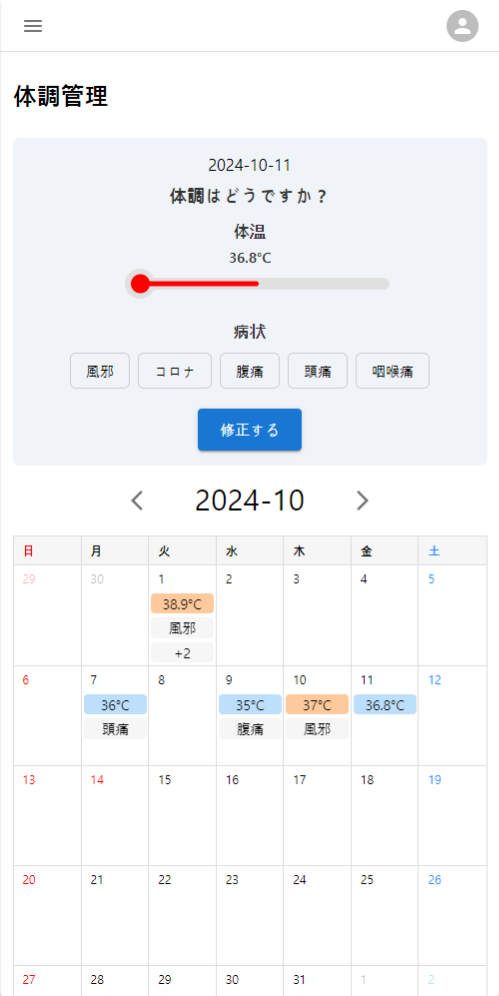 体調管理
2024-10-11
体調はどうですか？
体温
36.8°C
病状
風邪 コロナ 腹痛 頭痛 咽喉痛
修正する
2024-10
日 月 火 水 木 金 土
29 30 1 2 3 4 5
38.9°C
風邪
+2
6 7 8 9 10 11 12
36°C 35°C 37°C 36.8°C
頭痛 腹痛 風邪
13 14 15 16 17 18 19
20 21 22 23 24 25 26
27 28 29 30 31 1 2